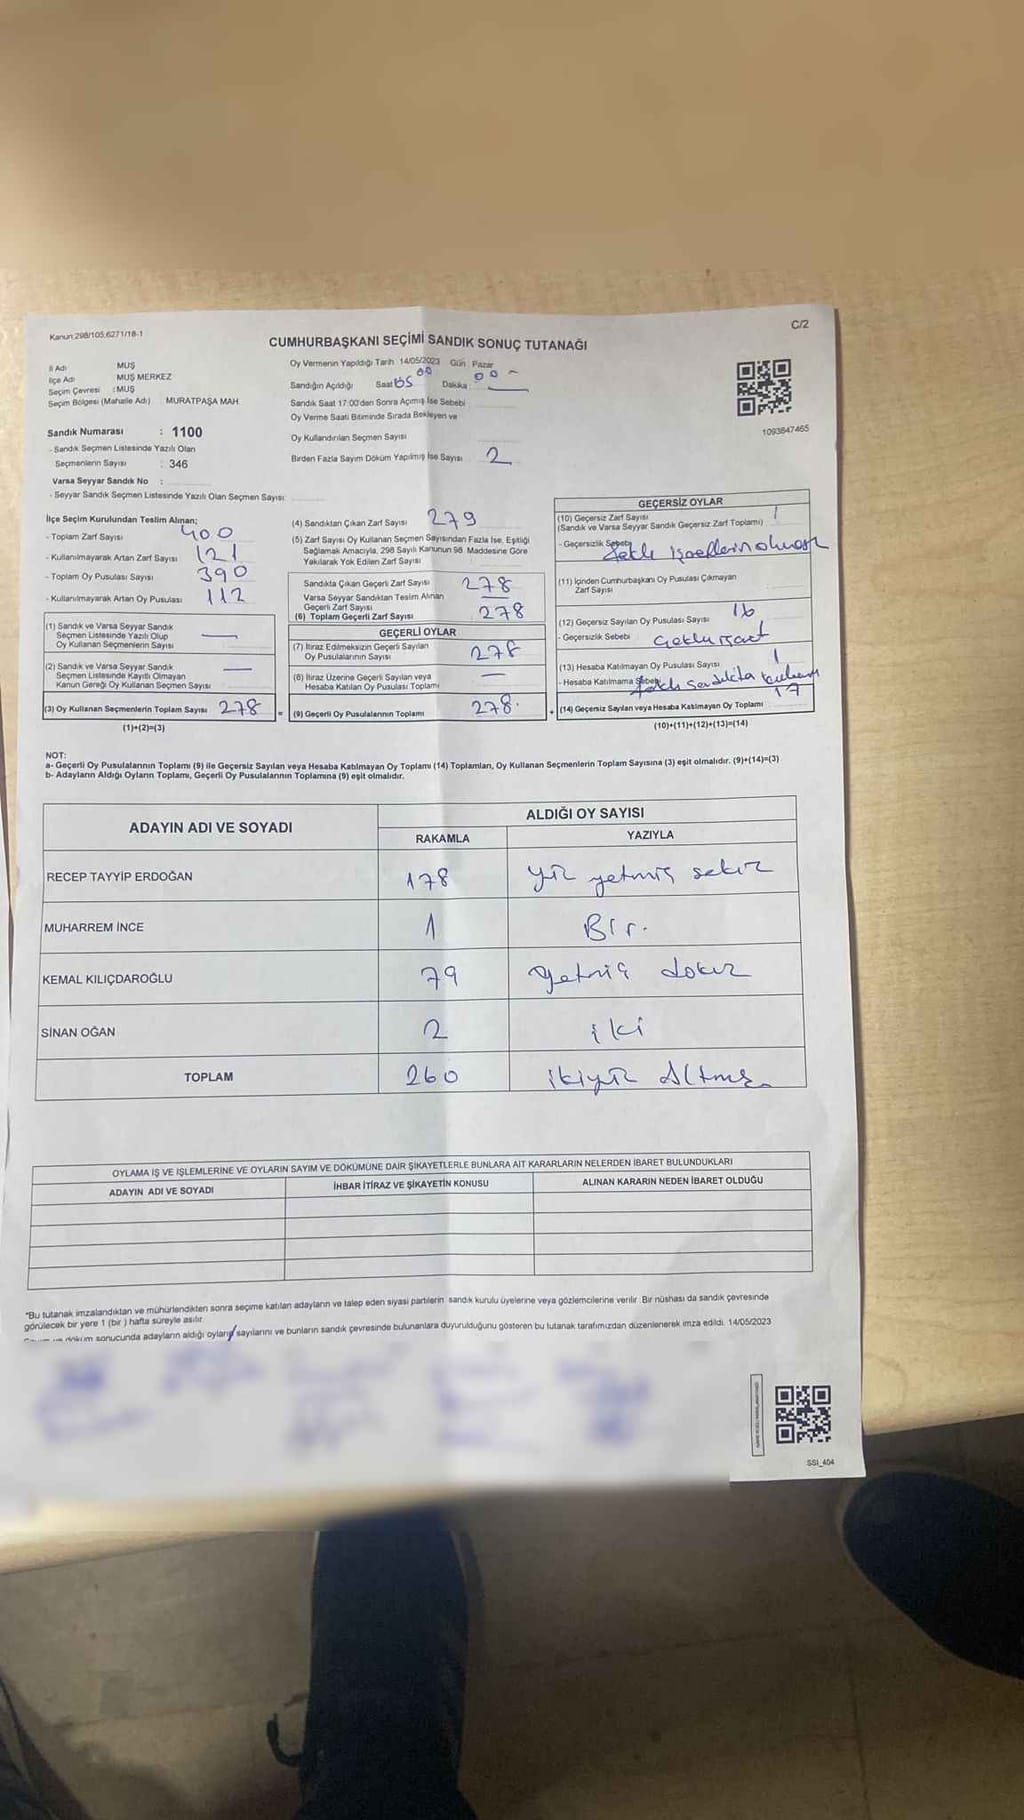 Kanun:298/105,6271/18-1
C/2
CUMHURBAŞKANI SEÇİMİ SANDIK SONUÇ TUTANAĞI
İl Adı MUŞ
İlçe Adı MUŞ MERKEZ
Seçim Çevresi :MUŞ
Seçim Bölgesi (Mahalle Adı) MURATPAŞA MAH.
Sandık Numarası : 1100
- Sandık Seçmen Listesinde Yazılı Olan
Seçmenlerin Sayısı : 346
Varsa Seyyar Sandık No :
- Seyyar Sandık Seçmen Listesinde Yazılı Olan Seçmen Sayısı:
Oy Vermenin Yapıldığı Tarih 14/05/2023 Gün Pazar
Sandığın Açıldığı Saat 05 00 Dakika 00 -
Sandık Saat 17:00'den Sonra Açılmış İse Sebebi
Oy Verme Saati Bitiminde Sırada Bekleyen ve
Oy Kullandırılan Seçmen Sayısı
Birden Fazla Sayım Döküm Yapılmış İse Sayısı 2
1093847465
İlçe Seçim Kurulundan Teslim Alınan;
- Toplam Zarf Sayısı 400
- Kullanılmayarak Artan Zarf Sayısı 121
- Toplam Oy Pusulası Sayısı 390
- Kullanılmayarak Artan Oy Pusulası 112
(1) Sandık ve Varsa Seyyar Sandık
Seçmen Listesinde Yazılı Olup
Oy Kullanan Seçmenlerin Sayısı —
(2) Sandık ve Varsa Seyyar Sandık
Seçmen Listesinde Kayıtlı Olmayan
Kanun Gereği Oy Kullanan Seçmen Sayısı —
(3) Oy Kullanan Seçmenlerin Toplam Sayısı 278
(1)+(2)=(3)
(4) Sandıktan Çıkan Zarf Sayısı 279
(5) Zarf Sayısı Oy Kullanan Seçmen Sayısından Fazla İse, Eşitliği
Sağlamak Amacıyla, 298 Sayılı Kanunun 98. Maddesine Göre
Yakılarak Yok Edilen Zarf Sayısı
Sandıkta Çıkan Geçerli Zarf Sayısı 278
Varsa Seyyar Sandıktan Teslim Alınan
Geçerli Zarf Sayısı —
(6) Toplam Geçerli Zarf Sayısı 278
GEÇERLİ OYLAR
(7) İtiraz Edilmeksizin Geçerli Sayılan
Oy Pusulalarının Sayısı 278
(8) İtiraz Üzerine Geçerli Sayılan veya
Hesaba Katılan Oy Pusulası Toplamı —
= (9) Geçerli Oy Pusulalarının Toplamı 278.
GEÇERSİZ OYLAR
(10) Geçersiz Zarf Sayısı 1
(Sandık ve Varsa Seyyar Sandık Geçersiz Zarf Toplamı)
- Geçersizlik Sebebi
(11) İçinden Cumhurbaşkanı Oy Pusulası Çıkmayan
Zarf Sayısı
(12) Geçersiz Sayılan Oy Pusulası Sayısı 16
- Geçersizlik Sebebi
(13) Hesaba Katılmayan Oy Pusulası Sayısı 1
- Hesaba Katılmama Sebebi
+ (14) Geçersiz Sayılan veya Hesaba Katılmayan Oy Toplamı 17
(10)+(11)+(12)+(13)=(14)
NOT:
a- Geçerli Oy Pusulalarının Toplamı (9) ile Geçersiz Sayılan veya Hesaba Katılmayan Oy Toplamı (14) Toplamları, Oy Kullanan Seçmenlerin Toplam Sayısına (3) eşit olmalıdır. (9)+(14)=(3)
b- Adayların Aldığı Oyların Toplamı, Geçerli Oy Pusulalarının Toplamına (9) eşit olmalıdır.
ADAYIN ADI VE SOYADI ALDIĞI OY SAYISI
RAKAMLA YAZIYLA
RECEP TAYYİP ERDOĞAN 178 yüz yetmiş sekiz
MUHARREM İNCE 1 Bir.
KEMAL KILIÇDAROĞLU 79 yetmiş dokuz
SİNAN OĞAN 2 iki
TOPLAM 260 ikiyüz Altmış
OYLAMA İŞ VE İŞLEMLERİNE VE OYLARIN SAYIM VE DÖKÜMÜNE DAİR ŞİKAYETLERLE BUNLARA AİT KARARLARIN NELERDEN İBARET BULUNDUKLARI
ADAYIN ADI VE SOYADI İHBAR İTİRAZ VE ŞİKAYETİN KONUSU ALINAN KARARIN NEDEN İBARET OLDUĞU
"Bu tutanak imzalandıktan ve mühürlendikten sonra seçime katılan adayların ve talep eden siyasi partilerin sandık kurulu üyelerine veya gözlemcilerine verilir. Bir nüshası da sandık çevresinde
görülecek bir yere 1 (bir) hafta süreyle asılır.
döküm sonucunda adayların aldığı oyların sayılarını ve bunların sandık çevresinde bulunanlara duyurulduğunu gösteren bu tutanak tarafımızdan düzenlenerek imza edildi. 14/05/2023
SSI_404